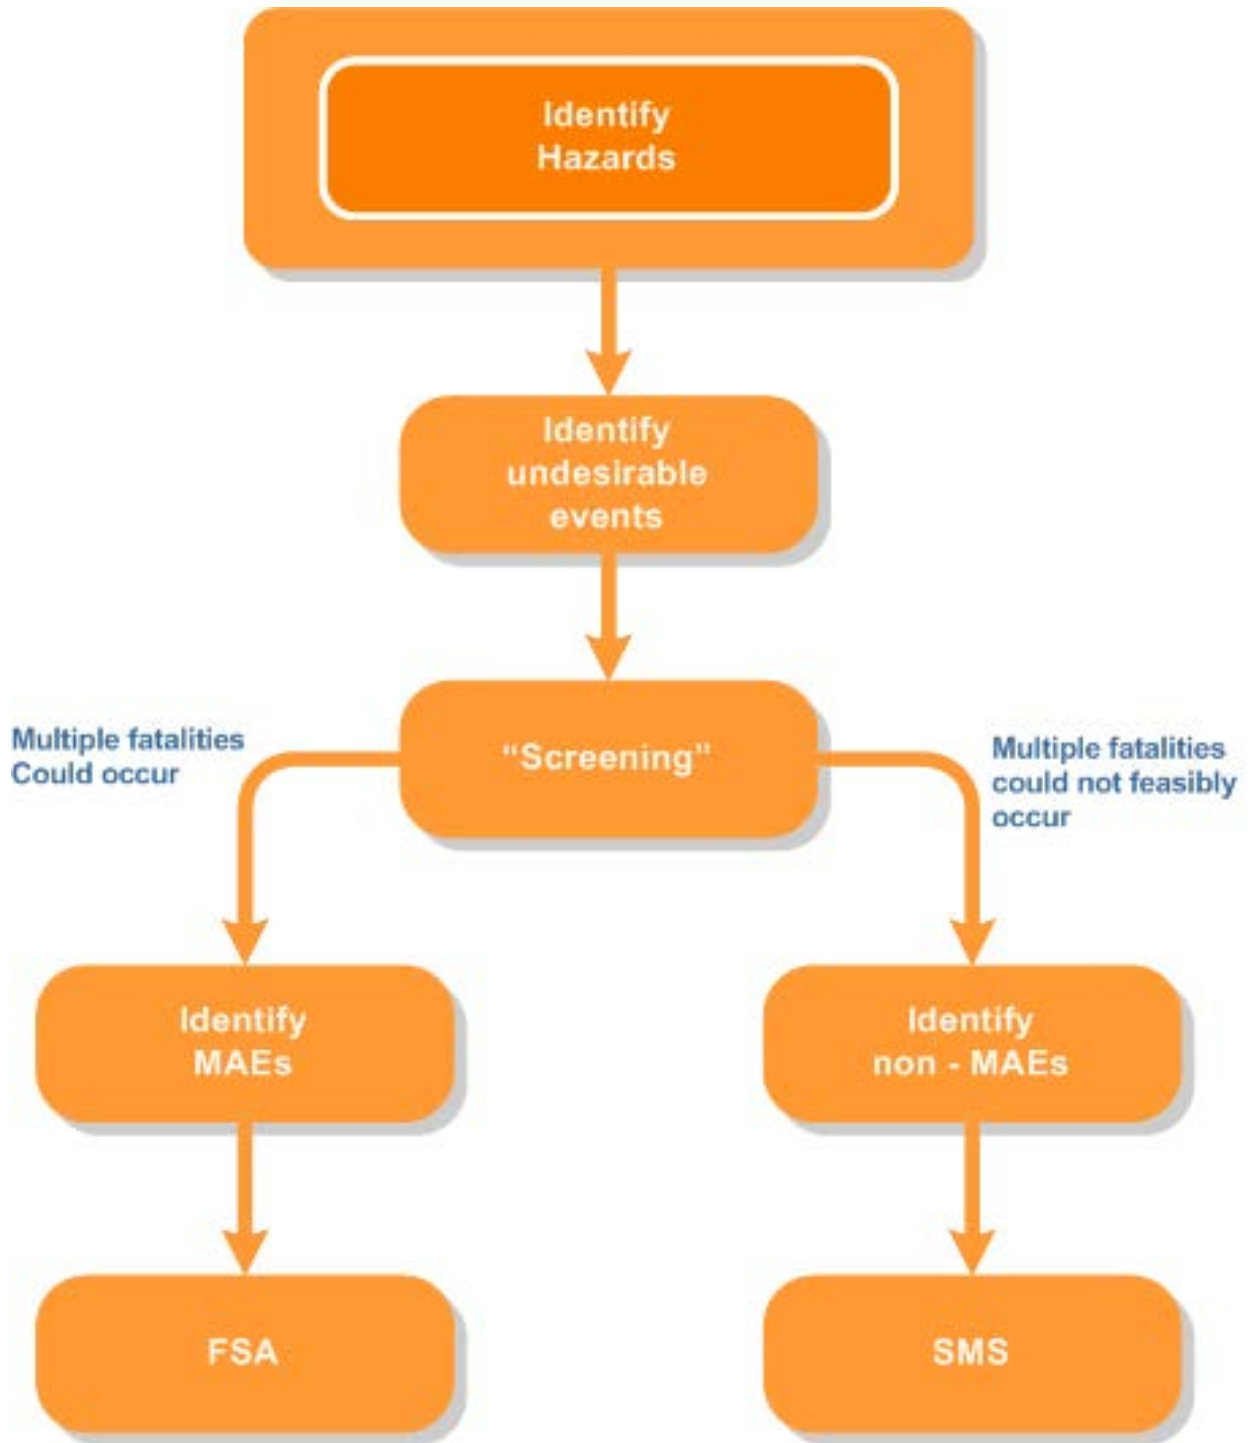 Identify
Hazards
Identify
undesirable
events
Multiple fatalities
Could occur
“Screening”
Multiple fatalities
could not feasibly
occur
Identify
MAEs
Identify
non - MAEs
FSA
SMS